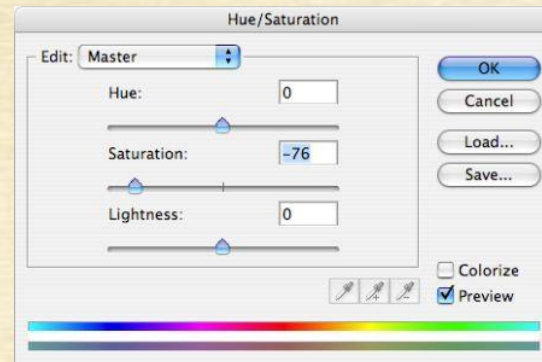 Hue/Saturation
Edit: Master
Hue: 0
Saturation: -76
Lightness: 0
OK
Cancel
Load...
Save...
Colorize
Preview